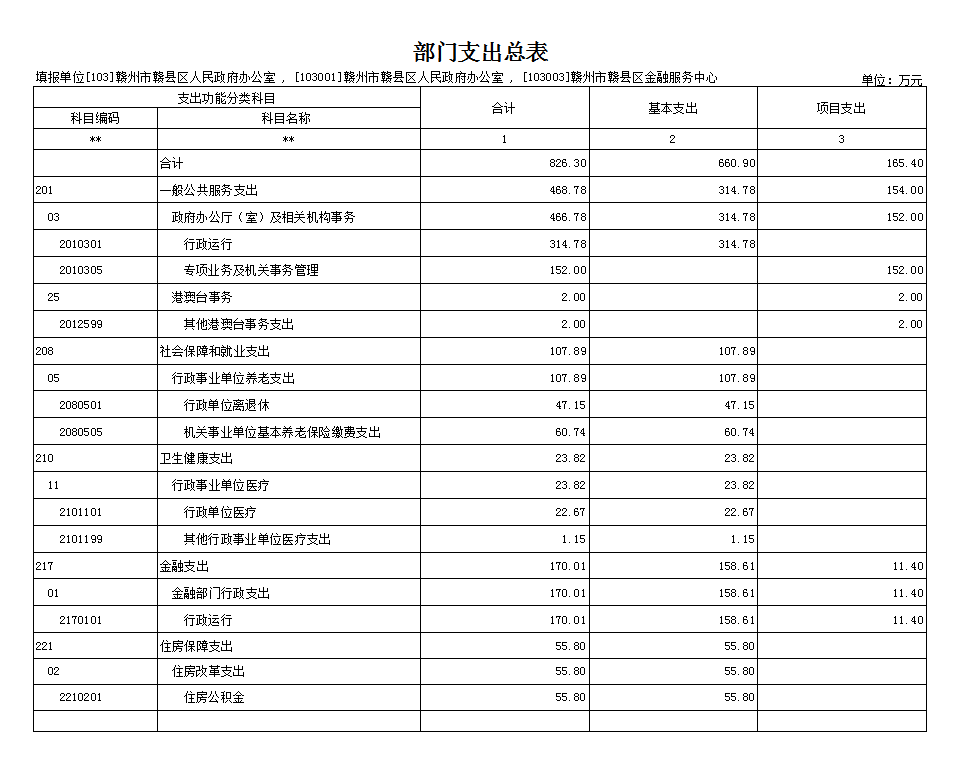 部门支出总表
填报单位[103]赣州市赣县区人民政府办公室 , [103001]赣州市赣县区人民政府办公室 , [103003]赣州市赣县区金融服务中心 单位：万元
支出功能分类科目 合计 基本支出 项目支出
科目编码 科目名称
** ** 1 2 3
合计 826.30 660.90 165.40
201 一般公共服务支出 468.78 314.78 154.00
03 政府办公厅（室）及相关机构事务 466.78 314.78 152.00
2010301 行政运行 314.78 314.78
2010305 专项业务及机关事务管理 152.00 152.00
25 港澳台事务 2.00 2.00
2012599 其他港澳台事务支出 2.00 2.00
208 社会保障和就业支出 107.89 107.89
05 行政事业单位养老支出 107.89 107.89
2080501 行政单位离退休 47.15 47.15
2080505 机关事业单位基本养老保险缴费支出 60.74 60.74
210 卫生健康支出 23.82 23.82
11 行政事业单位医疗 23.82 23.82
2101101 行政单位医疗 22.67 22.67
2101199 其他行政事业单位医疗支出 1.15 1.15
217 金融支出 170.01 158.61 11.40
01 金融部门行政支出 170.01 158.61 11.40
2170101 行政运行 170.01 158.61 11.40
221 住房保障支出 55.80 55.80
02 住房改革支出 55.80 55.80
2210201 住房公积金 55.80 55.80